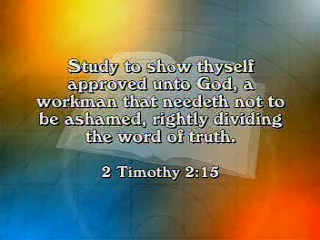 Study to show thyself
approved unto God, a
workman that needeth not to
be ashamed, rightly dividing
the word of truth.
2 Timothy 2:15